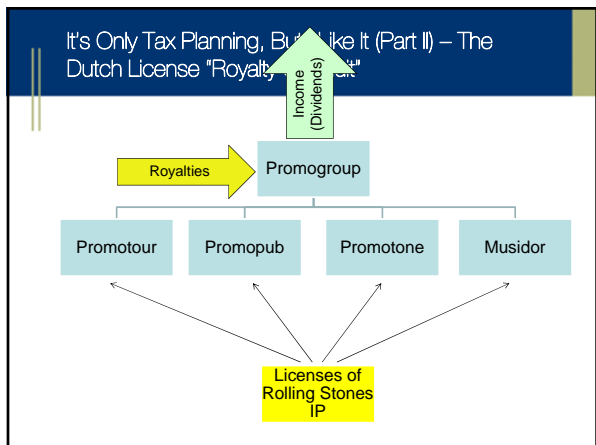 It's Only Tax Planning, But Like It (Part II) – The
Dutch License "Royalty
Income
(Dividends)
Royalties
Promogroup
Promotour
Promopub
Promotone
Musidor
Licenses of
Rolling Stones
IP